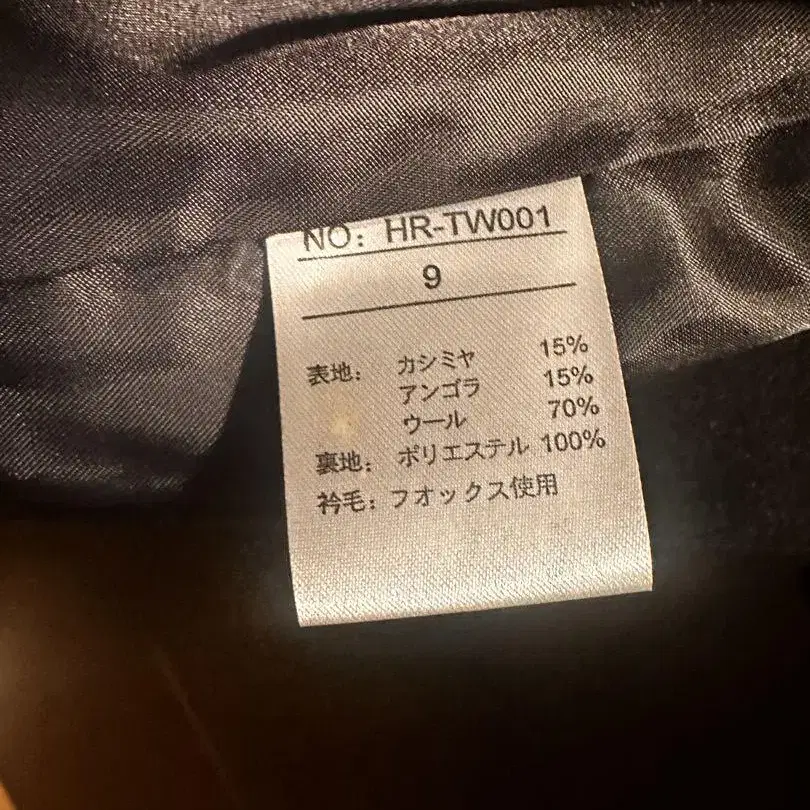 NO: HR-TW001
9
表地: カシミヤ 15%
アンゴラ 15%
ウール 70%
裏地: ポリエステル 100%
衿毛: フオックス使用